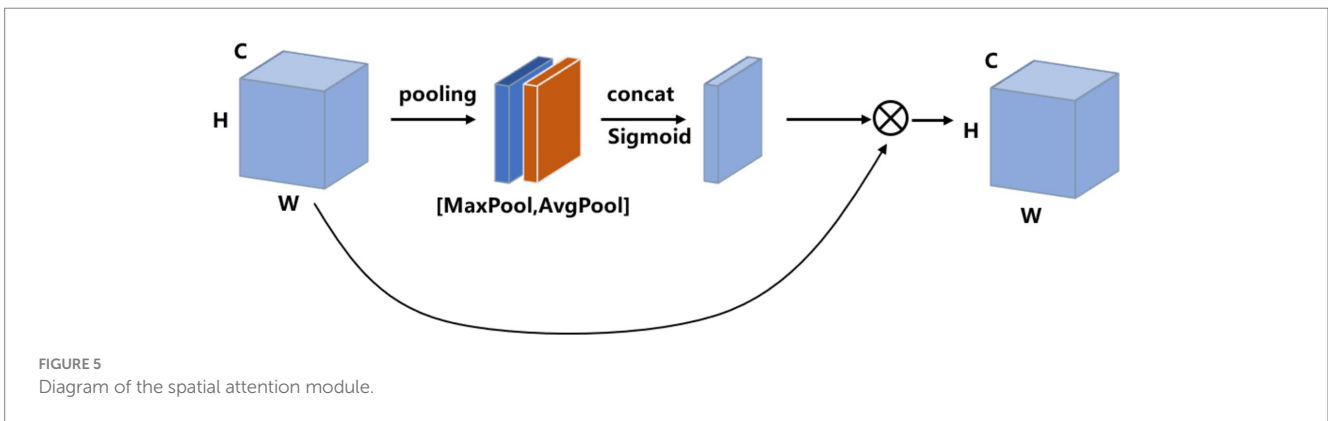 C
H
W
pooling
[MaxPool,AvgPool]
concat
Sigmoid
C
H
W
FIGURE 5
Diagram of the spatial attention module.